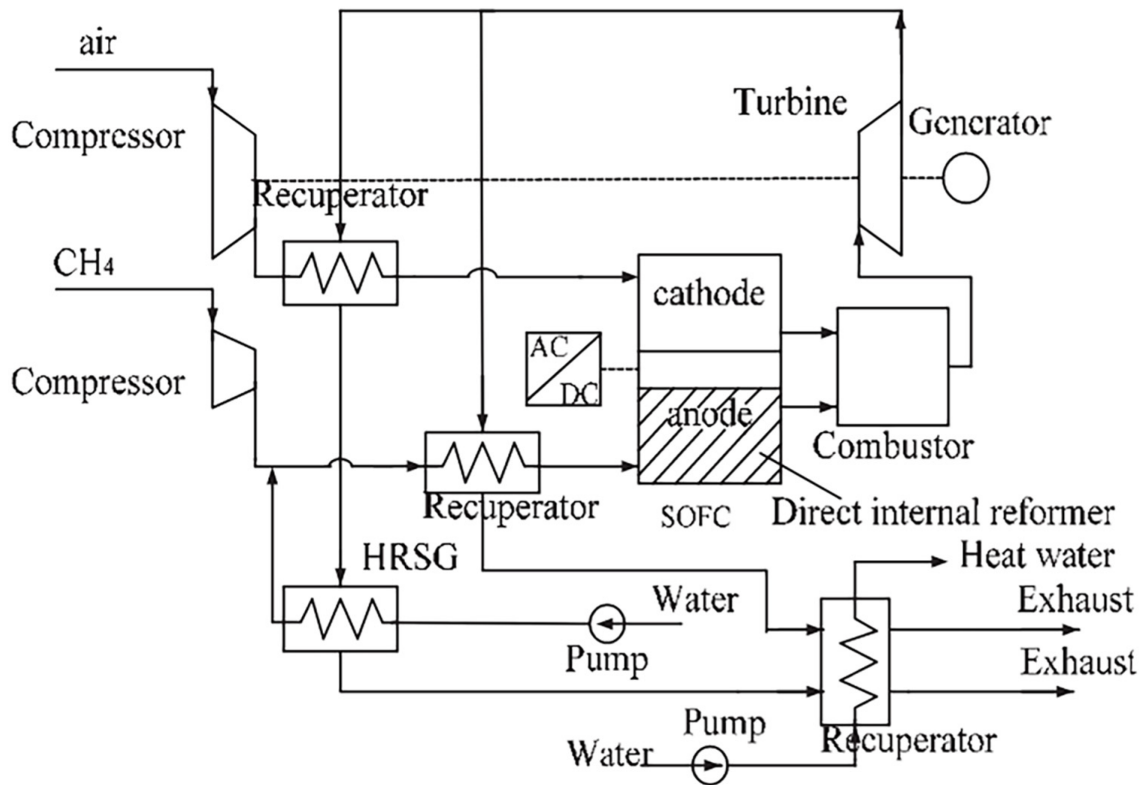 air
Turbine
Compressor
Generator
Recuperator
CH₄
cathode
AC
Compressor
DC
anode
Combustor
Recuperator
SOFC
Direct internal reformer
HRSG
Heat water
Water
Exhaust
Pump
Exhaust
Pump
Water
Recuperator